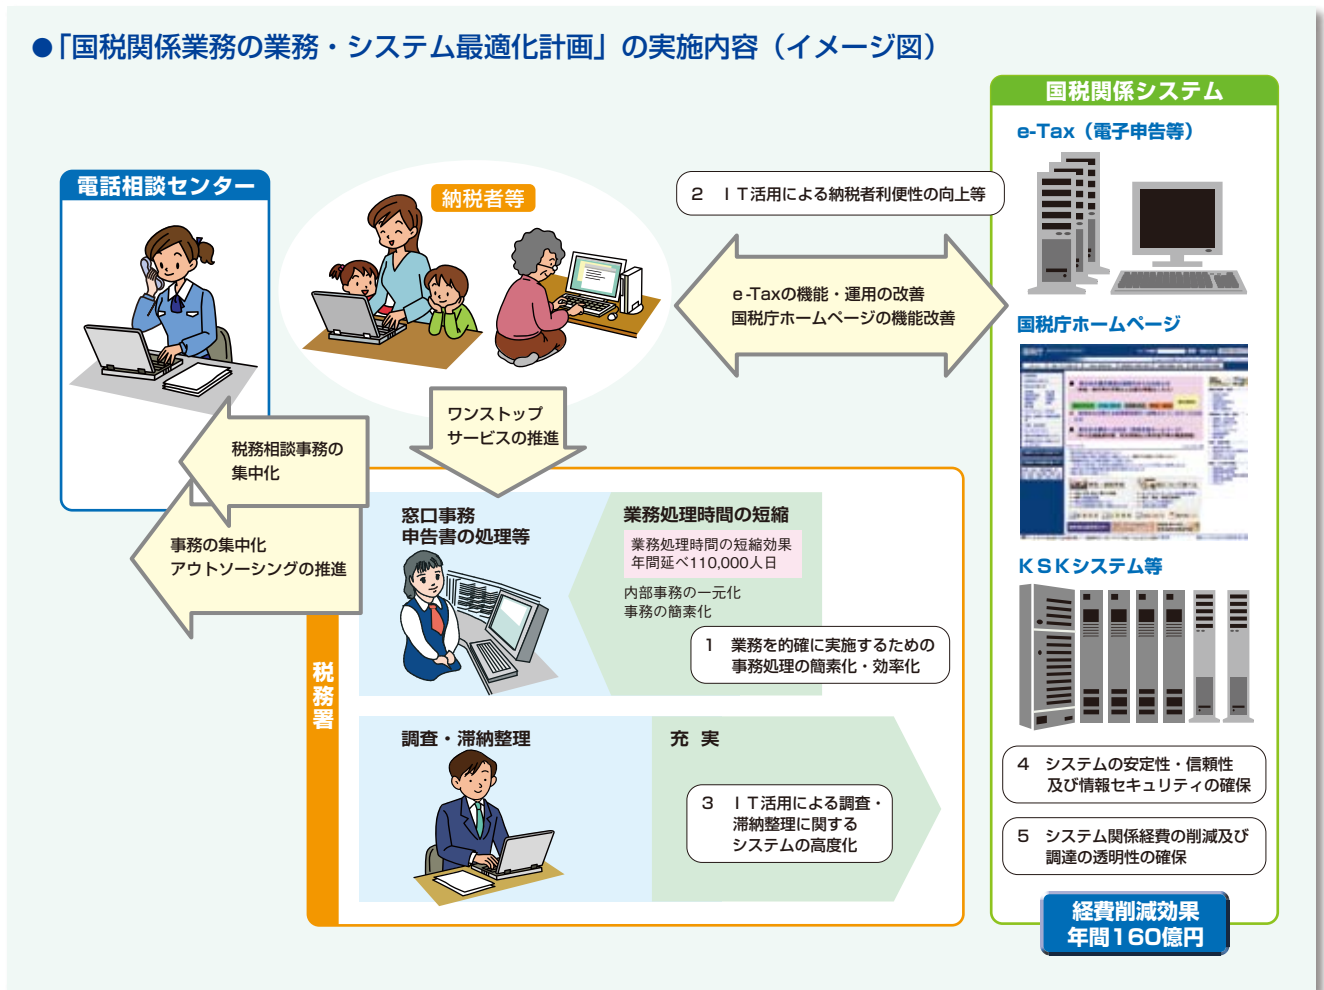 ●「国税関係業務の業務・システム最適化計画」の実施内容（イメージ図）
国税関係システム
e-Tax（電子申告等）
電話相談センター
納税者等
2　ＩＴ活用による納税者利便性の向上等
e-Taxの機能・運用の改善
国税庁ホームページの機能改善
国税庁ホームページ
ワンストップ
サービスの推進
税務相談事務の
集中化
事務の集中化
アウトソーシングの推進
税務署
窓口事務
申告書の処理等
業務処理時間の短縮
業務処理時間の短縮効果
年間延べ110,000人日
内部事務の一元化
事務の簡素化
1　業務を的確に実施するための
事務処理の簡素化・効率化
ＫＳＫシステム等
調査・滞納整理
充 実
3　ＩＴ活用による調査・
滞納整理に関する
システムの高度化
4　システムの安定性・信頼性
及び情報セキュリティの確保
5　システム関係経費の削減及び
調達の透明性の確保
経費削減効果
年間160億円